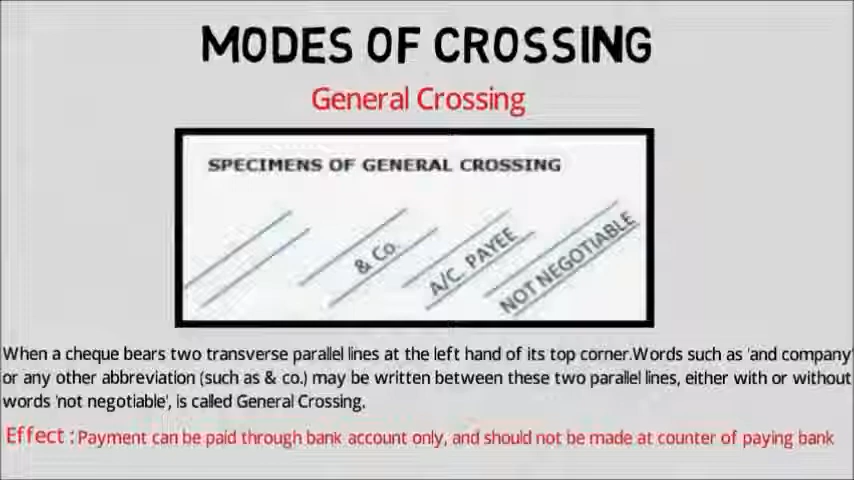 MODES OF CROSSING
General Crossing
SPECIMENS OF GENERAL CROSSING
& Co.
A/C. PAYEE
NOT NEGOTIABLE
When a cheque bears two transverse parallel lines at the left hand of its top corner.Words such as 'and company'
or any other abbreviation (such as & co.) may be written between these two parallel lines, either with or without
words 'not negotiable', is called General Crossing.
Effect : Payment can be paid through bank account only, and should not be made at counter of paying bank